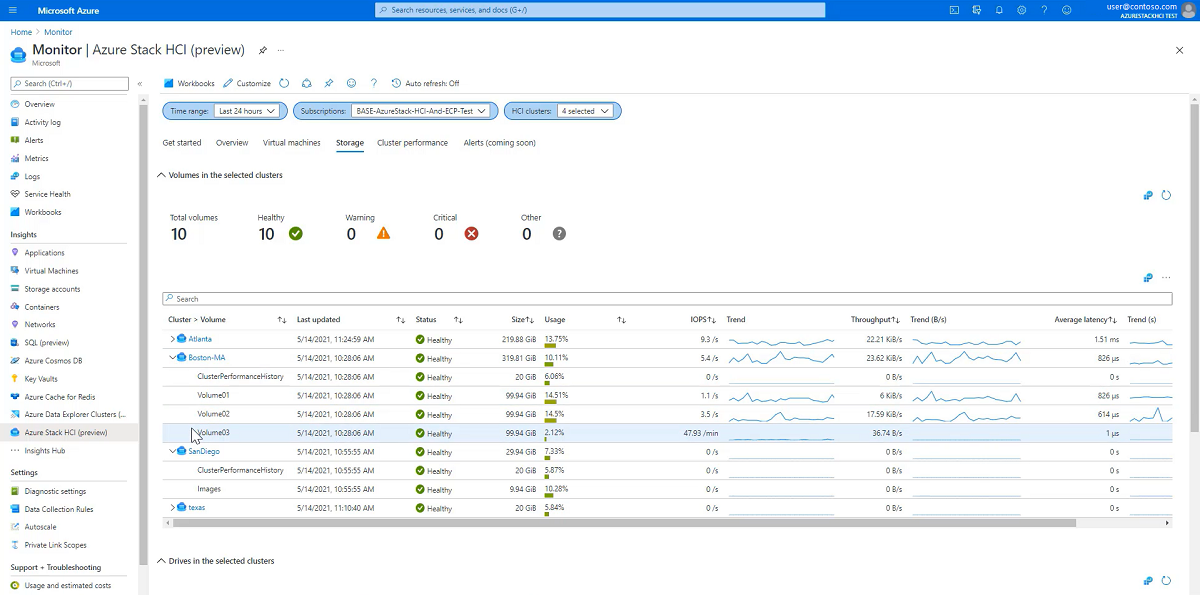 Microsoft Azure
Search resources, services, and docs (G+/)
user@contoso.com
AZURESTACKHCI TEST
Home > Monitor
Monitor | Azure Stack HCI (preview) ...
Microsoft
Search (Ctrl+/) «
Overview
Activity log
Alerts
Metrics
Logs
Service Health
Workbooks
Insights
Applications
Virtual Machines
Storage accounts
Containers
Networks
SQL (preview)
Azure Cosmos DB
Key Vaults
Azure Cache for Redis
Azure Data Explorer Clusters (...
Azure Stack HCI (preview)
Insights Hub
Settings
Diagnostic settings
Data Collection Rules
Autoscale
Private Link Scopes
Support + Troubleshooting
Usage and estimated costs
Workbooks Customize ? Auto refresh: Off
Time range: Last 24 hours Subscriptions: BASE-AzureStack-HCI-And-ECP-Test HCI clusters: 4 selected
Get started Overview Virtual machines Storage Cluster performance Alerts (coming soon)
Volumes in the selected clusters
Total volumes Healthy Warning Critical Other
10 10 0 0 0 ?
Search
Cluster > Volume Last updated Status Size Usage IOPS Trend Throughput Trend (B/s) Average latency Trend (s)
Atlanta 5/14/2021, 11:24:59 AM Healthy 219.88 GiB 13.75% 9.3 /s 22.21 KiB/s 1.51 ms
Boston-MA 5/14/2021, 10:28:06 AM Healthy 319.81 GiB 10.11% 5.4 /s 23.62 KiB/s 826 µs
ClusterPerformanceHistory 5/14/2021, 10:28:06 AM Healthy 20 GiB 6.06% 0 /s 0 B/s 0 s
Volume01 5/14/2021, 10:28:06 AM Healthy 99.94 GiB 14.51% 1.1 /s 6 KiB/s 826 µs
Volume02 5/14/2021, 10:28:06 AM Healthy 99.94 GiB 14.5% 3.5 /s 17.59 KiB/s 614 µs
Volume03 5/14/2021, 10:28:06 AM Healthy 99.94 GiB 2.12% 47.93 /min 36.74 B/s 1 µs
SanDiego 5/14/2021, 10:55:55 AM Healthy 29.94 GiB 7.33% 0 /s 0 B/s 0 s
ClusterPerformanceHistory 5/14/2021, 10:55:55 AM Healthy 20 GiB 5.87% 0 /s 0 B/s 0 s
Images 5/14/2021, 10:55:55 AM Healthy 9.94 GiB 10.28% 0 /s 0 B/s 0 s
texas 5/14/2021, 11:10:40 AM Healthy 20 GiB 5.84% 0 /s 0 B/s 0 s
Drives in the selected clusters